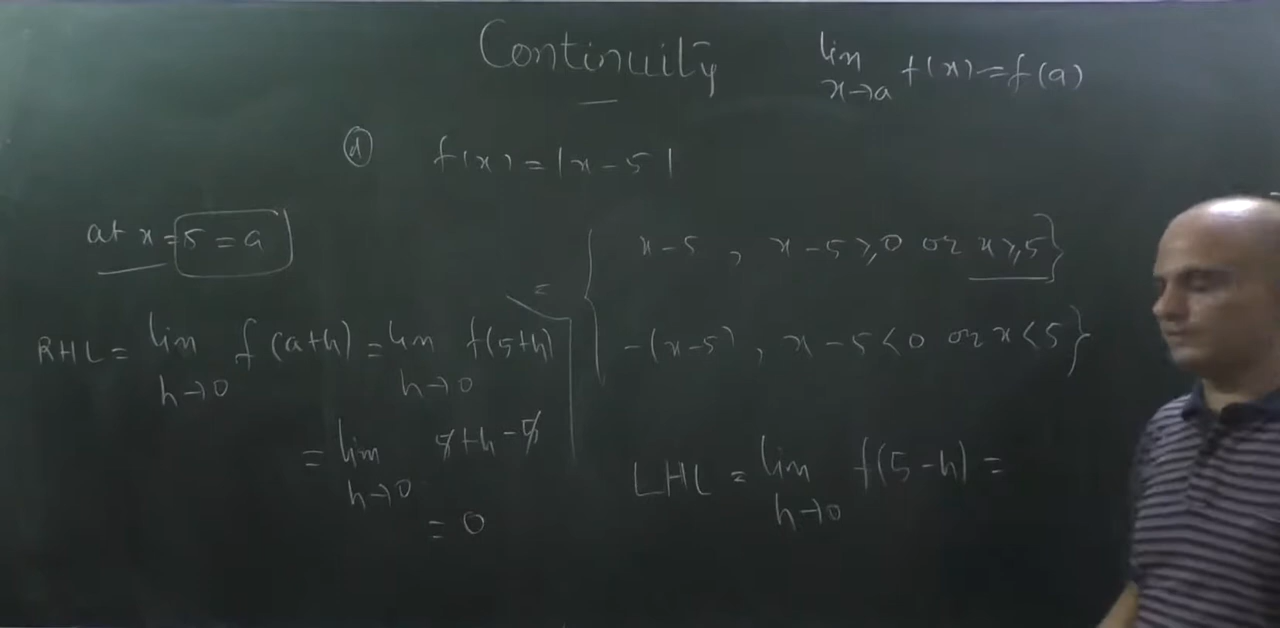 Continuity
lim f(x) = f(a)
x→a
(d) f(x) = |x-5|
at x = 5 = a
= { x-5, x-5≥0 or x≥5}
-(x-5), x-5<0 or x<5}
RHL = lim f(a+h) = lim f(5+h)
h→0 h→0
= lim 5+h-5
h→0
= 0
LHL = lim f(5-h) =
h→0